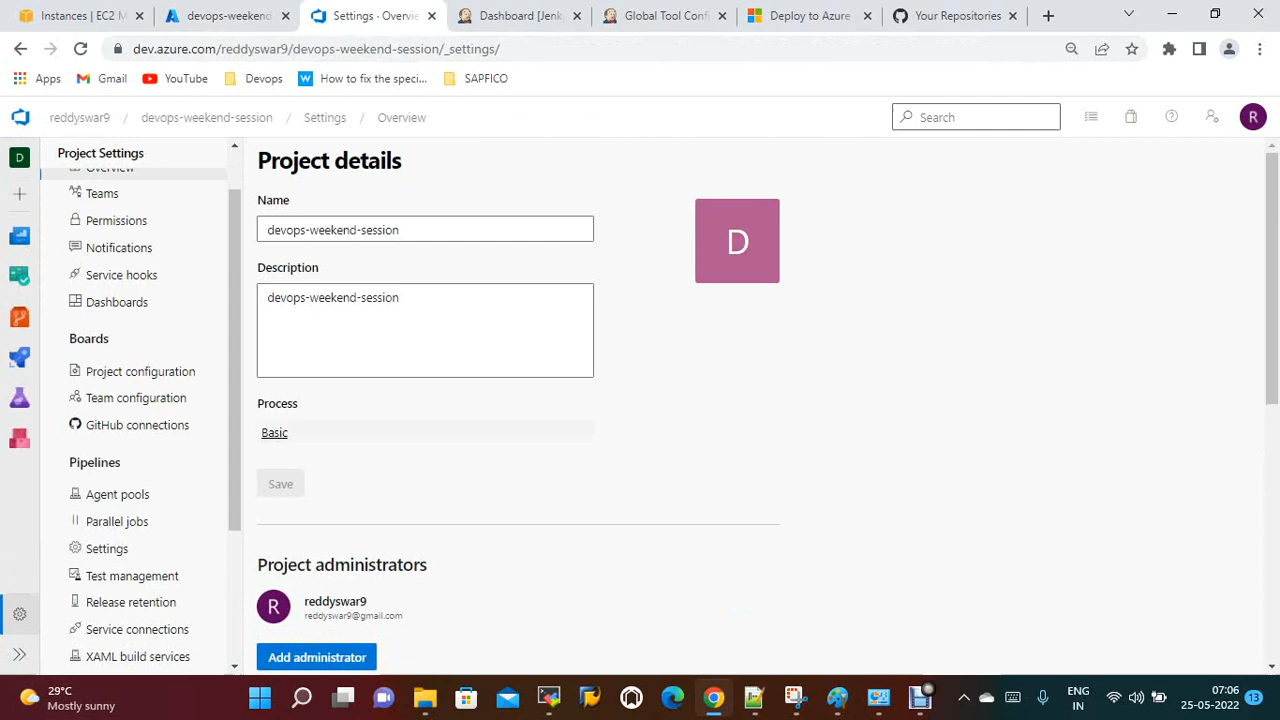 Instances | EC2 M
devops-weekend
Settings - Overvie
Dashboard [Jenk
Global Tool Conf
Deploy to Azure
Your Repositories
dev.azure.com/reddyswar9/devops-weekend-session/_settings/
Apps
Gmail
YouTube
Devops
How to fix the speci...
SAPFICO
reddyswar9 / devops-weekend-session / Settings / Overview
Search
R
D
Project Settings
Overview
Teams
Permissions
Notifications
Service hooks
Dashboards
Boards
Project configuration
Team configuration
GitHub connections
Pipelines
Agent pools
Parallel jobs
Settings
Test management
Release retention
Service connections
XAML build services
Project details
Name
devops-weekend-session
D
Description
devops-weekend-session
Process
Basic
Save
Project administrators
R
reddyswar9
reddyswar9@gmail.com
Add administrator
29°C
Mostly sunny
ENG
IN
07:06
25-05-2022
13